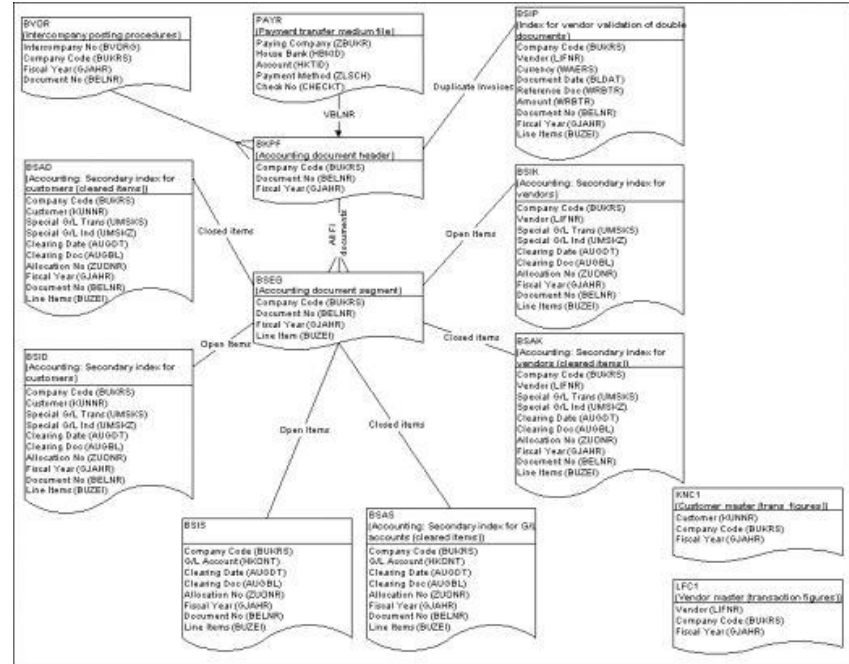 BVOR
(Intercompany posting procedures)
Intercompany No (BVORG)
Company Code (BUKRS)
Fiscal Year (GJAHR)
Document No (BELNR)
PAYR
(Payment transfer medium file)
Paying Company (ZBUKR)
House Bank (HBKID)
Account (HKTID)
Payment Method (ZLSCH)
Check No (CHECKT)
BSIP
(Index for vendor validation of double
documents)
Company Code (BUKRS)
Vendor (LIFNR)
Currency (WAERS)
Document Date (BLDAT)
Reference Doc (WRBTR)
Amount (WRBTR)
Document No (BELNR)
Fiscal Year (GJAHR)
Line Items (BUZEI)
Duplicate Invoices
VBLNR
BKPF
(Accounting document header)
Company Code (BUKRS)
Document No (BELNR)
Fiscal Year (GJAHR)
BSAD
(Accounting: Secondary index for
customers (cleared items))
Company Code (BUKRS)
Customer (KUNNR)
Special G/L Trans (UMSKS)
Special G/L Ind (UMSKZ)
Clearing Date (AUGDT)
Clearing Doc (AUGBL)
Allocation No (ZUONR)
Fiscal Year (GJAHR)
Document No (BELNR)
Line Items (BUZEI)
Closed items
All FI
documents
Open Items
BSIK
(Accounting: Secondary index for
vendors)
Company Code (BUKRS)
Vendor (LIFNR)
Special G/L Trans (UMSKS)
Special G/L Ind (UMSKZ)
Clearing Date (AUGDT)
Clearing Doc (AUGBL)
Allocation No (ZUONR)
Fiscal Year (GJAHR)
Document No (BELNR)
Line Items (BUZEI)
BSEG
(Accounting document segment)
Company Code (BUKRS)
Document No (BELNR)
Fiscal Year (GJAHR)
Line Item (BUZEI)
Open Items
Closed items
BSID
(Accounting: Secondary index for
customers)
Company Code (BUKRS)
Customer (KUNNR)
Special G/L Trans (UMSKS)
Special G/L Ind (UMSKZ)
Clearing Date (AUGDT)
Clearing Doc (AUGBL)
Allocation No (ZUONR)
Fiscal Year (GJAHR)
Document No (BELNR)
Line Items (BUZEI)
BSAK
(Accounting: Secondary index for
vendors (cleared items))
Company Code (BUKRS)
Vendor (LIFNR)
Special G/L Trans (UMSKS)
Special G/L Ind (UMSKZ)
Clearing Date (AUGDT)
Clearing Doc (AUGBL)
Allocation No (ZUONR)
Fiscal Year (GJAHR)
Document No (BELNR)
Line Items (BUZEI)
Open Items
Closed items
BSIS
Company Code (BUKRS)
G/L Account (HKONT)
Clearing Date (AUGDT)
Clearing Doc (AUGBL)
Allocation No (ZUONR)
Fiscal Year (GJAHR)
Document No (BELNR)
Line Items (BUZEI)
BSAS
(Accounting: Secondary index for G/L
accounts (cleared items))
Company Code (BUKRS)
G/L Account (HKONT)
Clearing Date (AUGDT)
Clearing Doc (AUGBL)
Allocation No (ZUONR)
Fiscal Year (GJAHR)
Document No (BELNR)
Line Items (BUZEI)
KNC1
(Customer master (trans. figures))
Customer (KUNNR)
Company Code (BUKRS)
Fiscal Year (GJAHR)
LFC1
(Vendor master (transaction figures))
Vendor (LIFNR)
Company Code (BUKRS)
Fiscal Year (GJAHR)